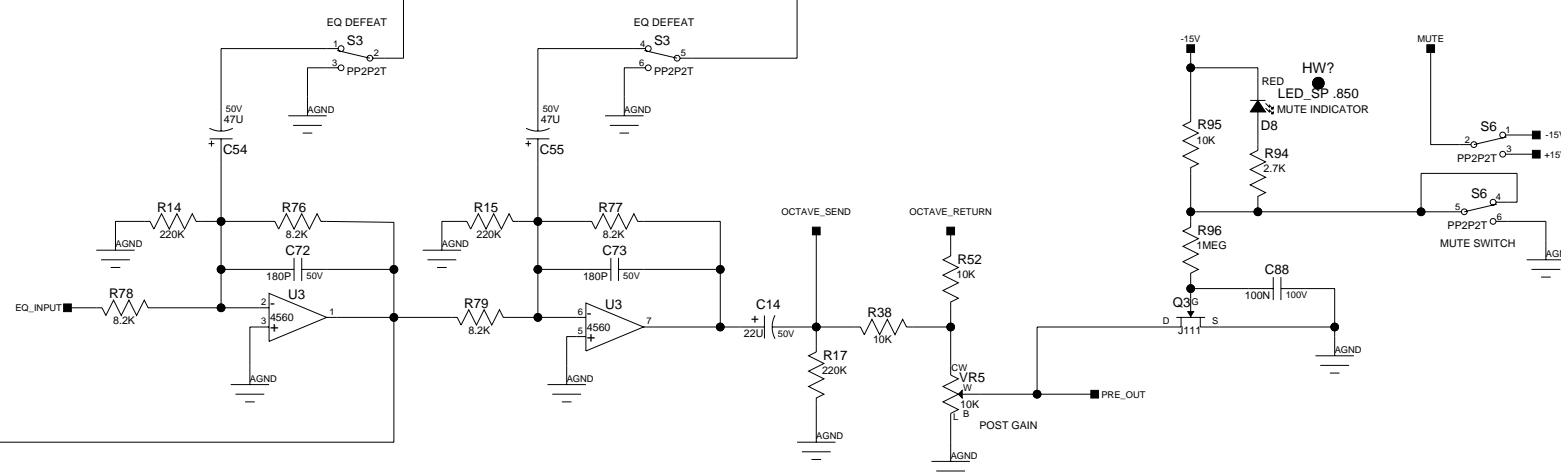 EQ DEFEAT
S3
1
2
3
PP2P2T
AGND
50V
47U
+
C54
R14
220K
AGND
R76
8.2K
C72
180P
50V
EQ_INPUT
R78
8.2K
U3
2
-
4560
3
+
1
AGND
EQ DEFEAT
S3
4
5
6
PP2P2T
AGND
50V
47U
+
C55
R15
220K
AGND
R77
8.2K
C73
180P
50V
R79
8.2K
U3
6
-
4560
5
+
7
AGND
C14
+
22U
50V
OCTAVE_SEND
R17
220K
AGND
R38
10K
OCTAVE_RETURN
R52
10K
CW
VR5
W
10K
L
B
POST GAIN
AGND
PRE_OUT
-15V
RED
HW?
LED_SP .850
MUTE INDICATOR
D8
R95
10K
R94
2.7K
R96
1MEG
C88
100N
100V
Q3
G
D
S
J111
AGND
MUTE
S6
1
2
3
PP2P2T
+15
S6
4
5
6
PP2P2T
MUTE SWITCH